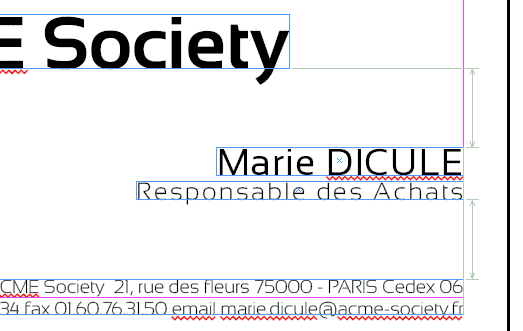 E Society
Marie DICULE
Responsable des Achats
CME Society 21, rue des fleurs 75000 - PARIS Cedex 06
34 fax 01.60.76.31.50 email marie.dicule@acme-society.fr